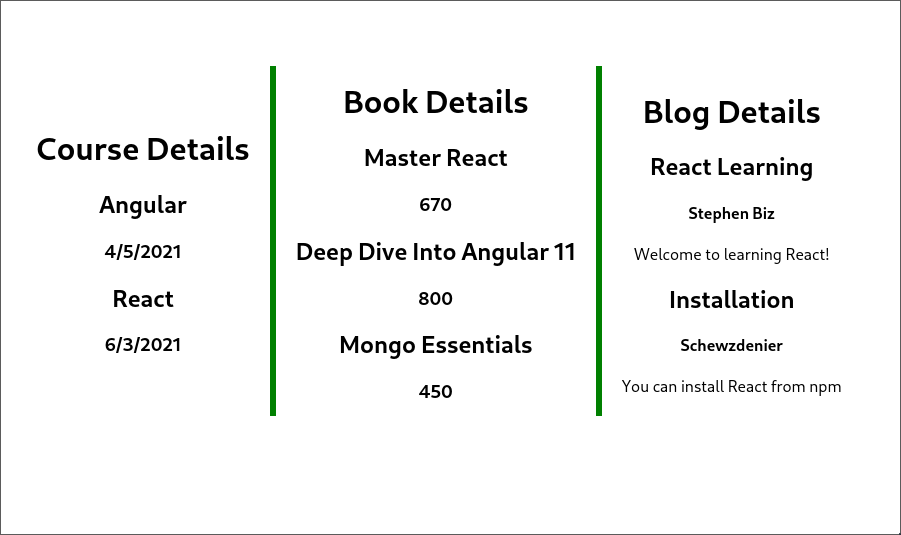 Course Details
Angular
4/5/2021
React
6/3/2021
Book Details
Master React
670
Deep Dive Into Angular 11
800
Mongo Essentials
450
Blog Details
React Learning
Stephen Biz
Welcome to learning React!
Installation
Schewzdenier
You can install React from npm